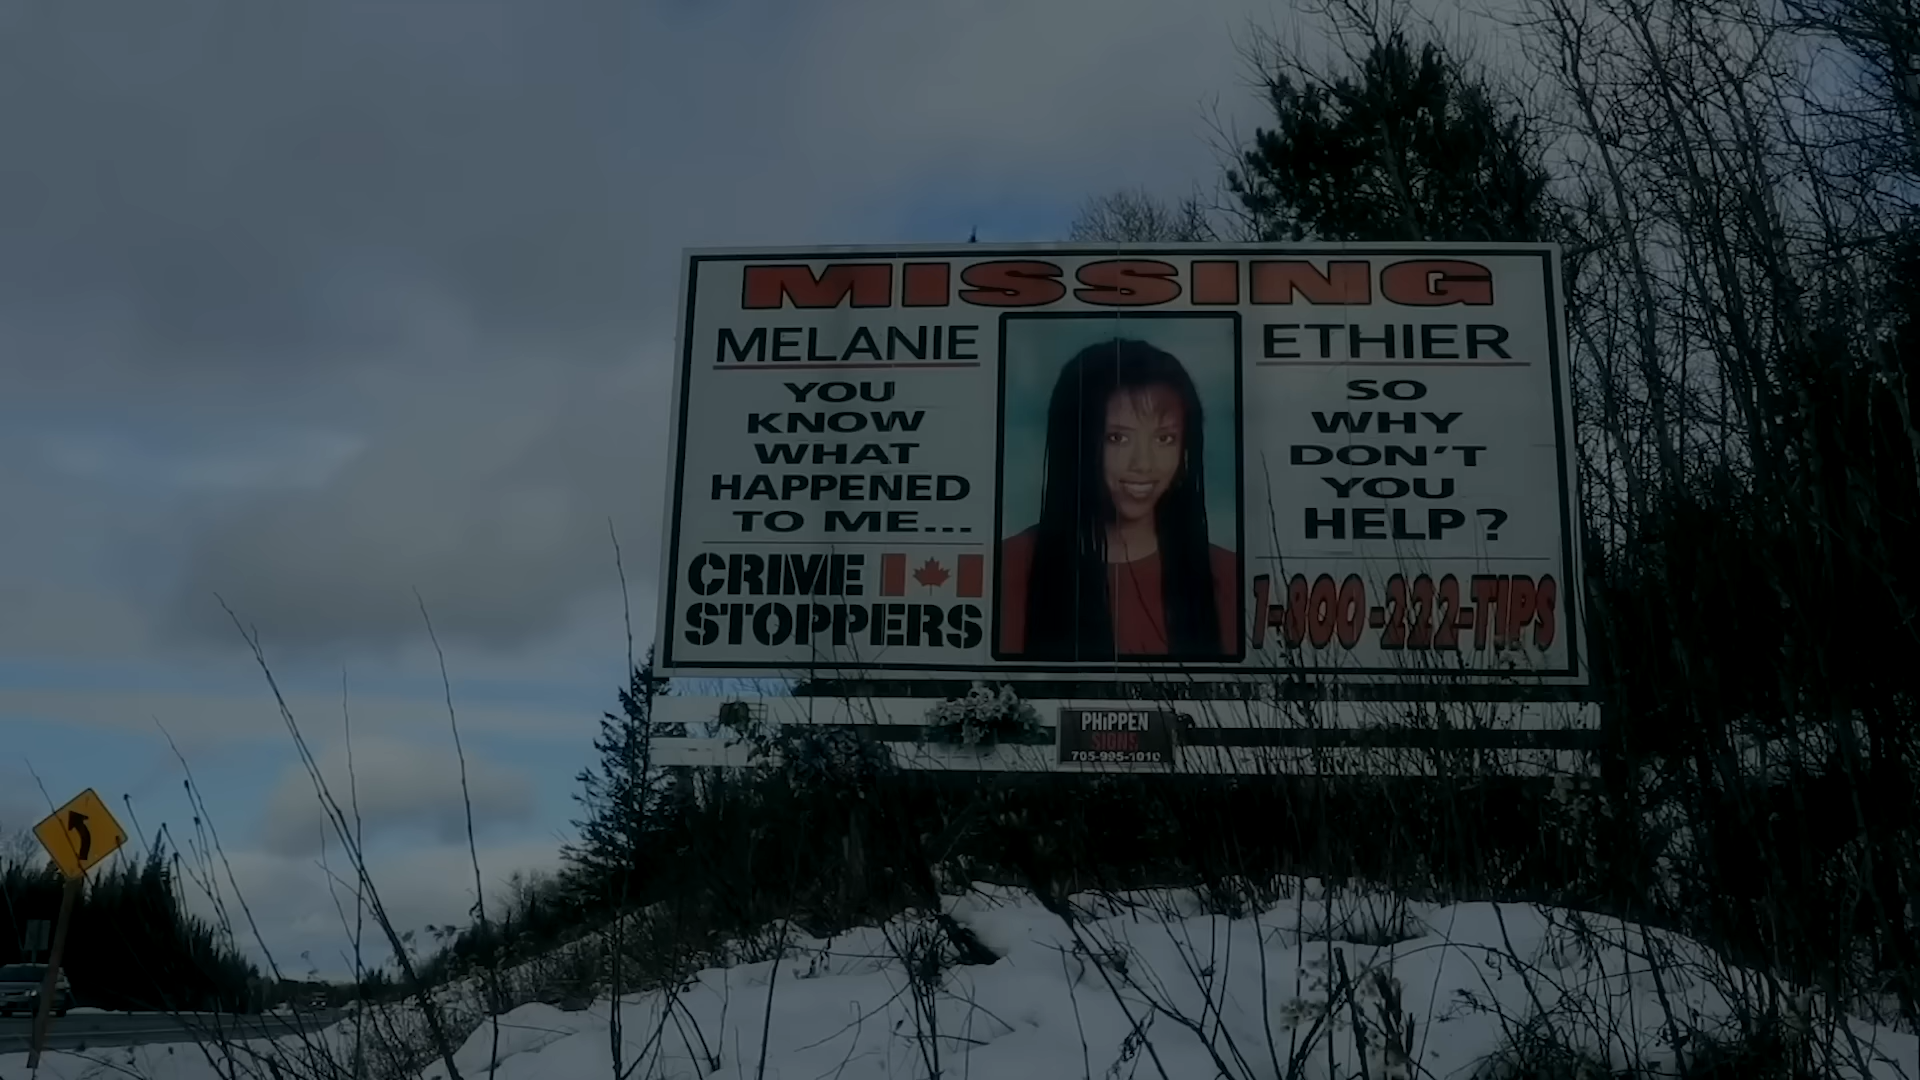 MISSING
MELANIE
YOU
KNOW
WHAT
HAPPENED
TO ME...
CRIME
STOPPERS
ETHIER
SO
WHY
DON'T
YOU
HELP?
1-800-222-TIPS
PHiPPEN
SIGNS
705-995-1010